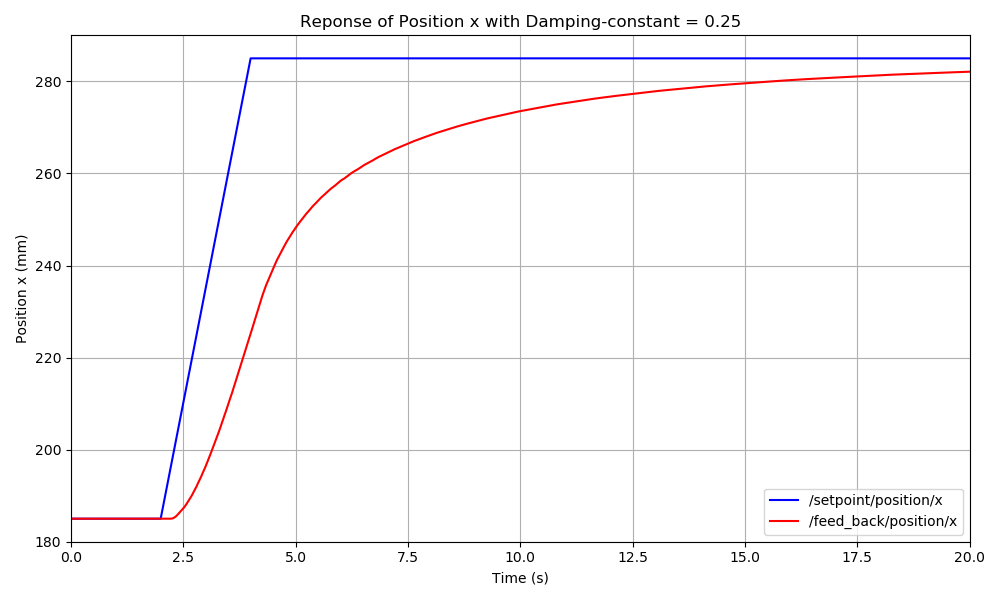 Reponse of Position x with Damping-constant = 0.25
Position x (mm)
280
260
240
220
200
180
0.0 2.5 5.0 7.5 10.0 12.5 15.0 17.5 20.0
Time (s)
/setpoint/position/x
/feed_back/position/x